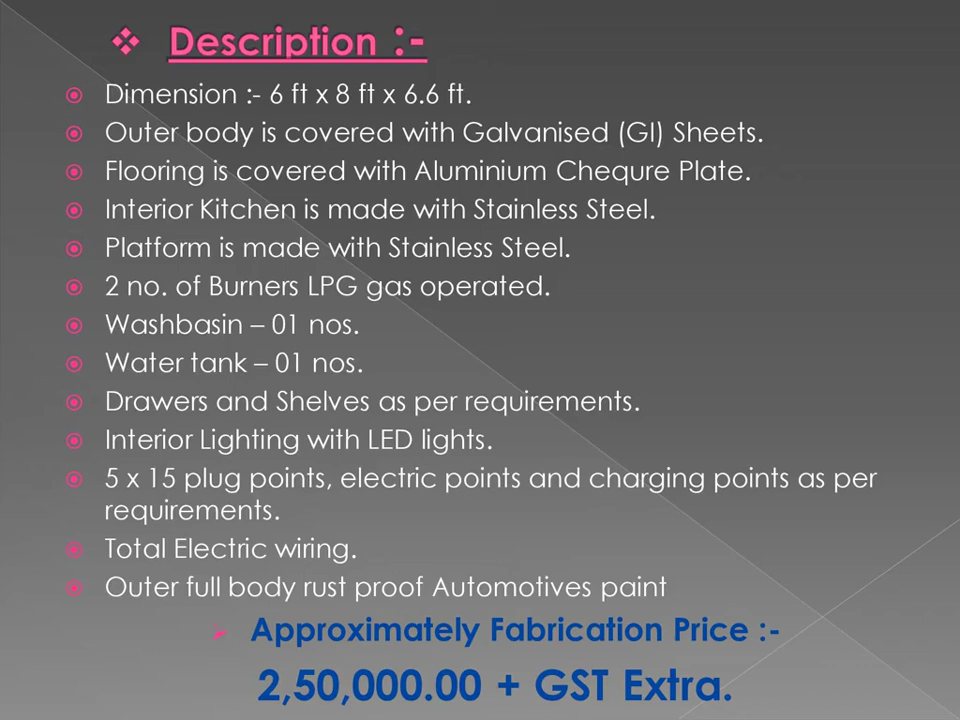 Description :-
Dimension :- 6 ft x 8 ft x 6.6 ft.
Outer body is covered with Galvanised (GI) Sheets.
Flooring is covered with Aluminium Chequre Plate.
Interior Kitchen is made with Stainless Steel.
Platform is made with Stainless Steel.
2 no. of Burners LPG gas operated.
Washbasin – 01 nos.
Water tank – 01 nos.
Drawers and Shelves as per requirements.
Interior Lighting with LED lights.
5 x 15 plug points, electric points and charging points as per
requirements.
Total Electric wiring.
Outer full body rust proof Automotives paint
Approximately Fabrication Price :-
2,50,000.00 + GST Extra.